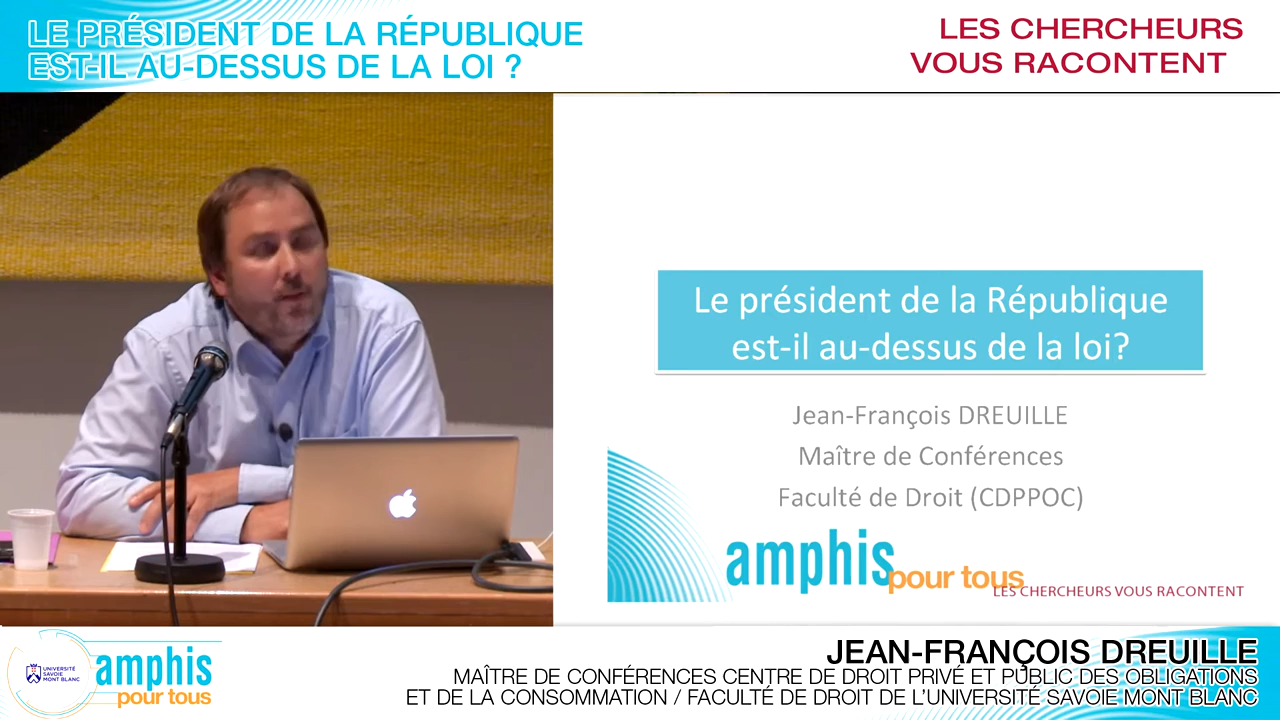 LE PRÉSIDENT DE LA RÉPUBLIQUE
EST-IL AU-DESSUS DE LA LOI ?
LES CHERCHEURS
VOUS RACONTENT
Le président de la République
est-il au-dessus de la loi?
Jean-François DREUILLE
Maître de Conférences
Faculté de Droit (CDPPOC)
amphis
pour tous
LES CHERCHEURS VOUS RACONTENT
UNIVERSITÉ
SAVOIE
MONT BLANC
amphis
pour tous
JEAN-FRANÇOIS DREUILLE
MAÎTRE DE CONFÉRENCES CENTRE DE DROIT PRIVÉ ET PUBLIC DES OBLIGATIONS
ET DE LA CONSOMMATION / FACULTÉ DE DROIT DE L'UNIVERSITÉ SAVOIE MONT BLANC